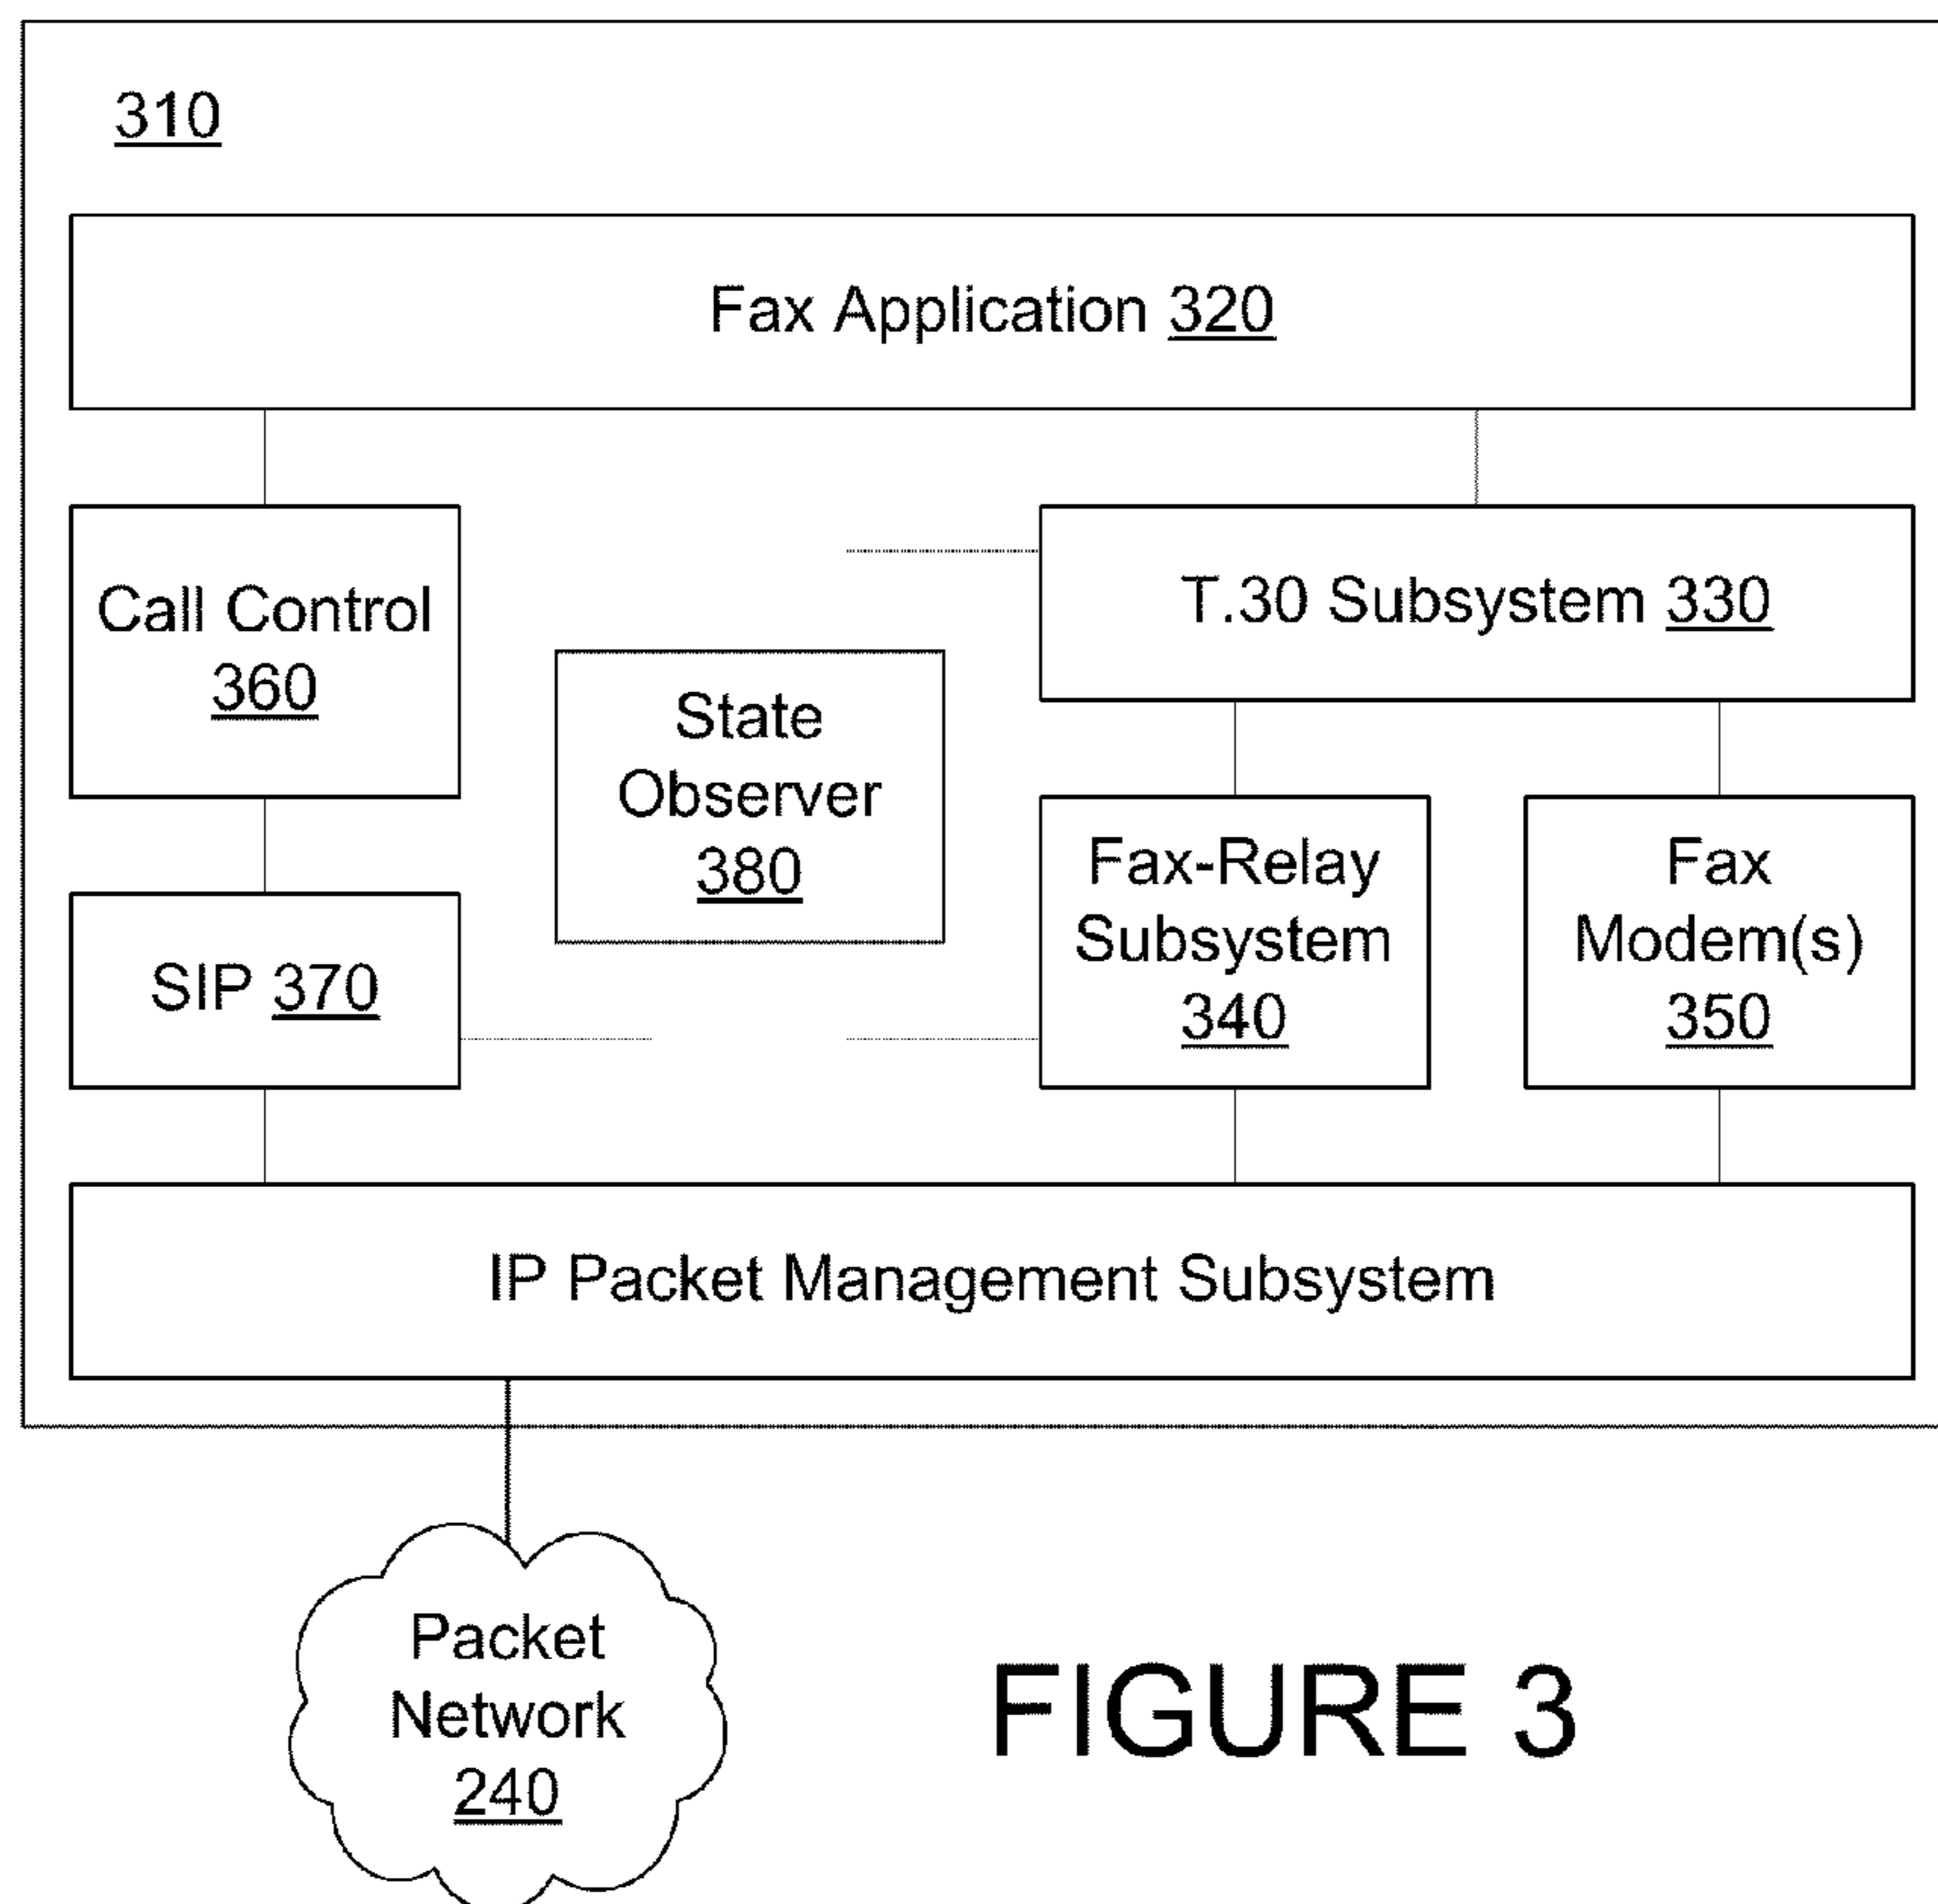 310
Fax Application 320
Call Control
360
State
Observer
380
T.30 Subsystem 330
SIP 370
Fax-Relay
Subsystem
340
Fax
Modem(s)
350
IP Packet Management Subsystem
Packet
Network
240
FIGURE 3